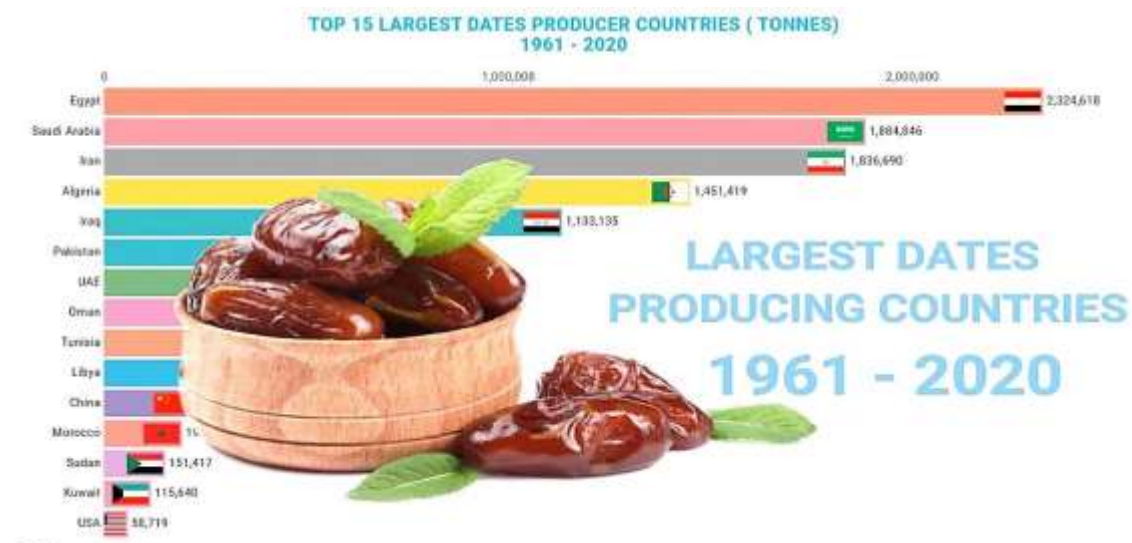 TOP 15 LARGEST DATES PRODUCER COUNTRIES ( TONNES)
1961 - 2020
0 1,000,000 2,000,000
Egypt 2,324,618
Saudi Arabia 1,884,846
Iran 1,836,690
Algeria 1,451,419
Iraq 1,133,135
Pakistan
UAE
Oman
Tunisia
Libya
China
Morocco
Sudan 151,417
Kuwait 115,640
USA 58,719
LARGEST DATES
PRODUCING COUNTRIES
1961 - 2020